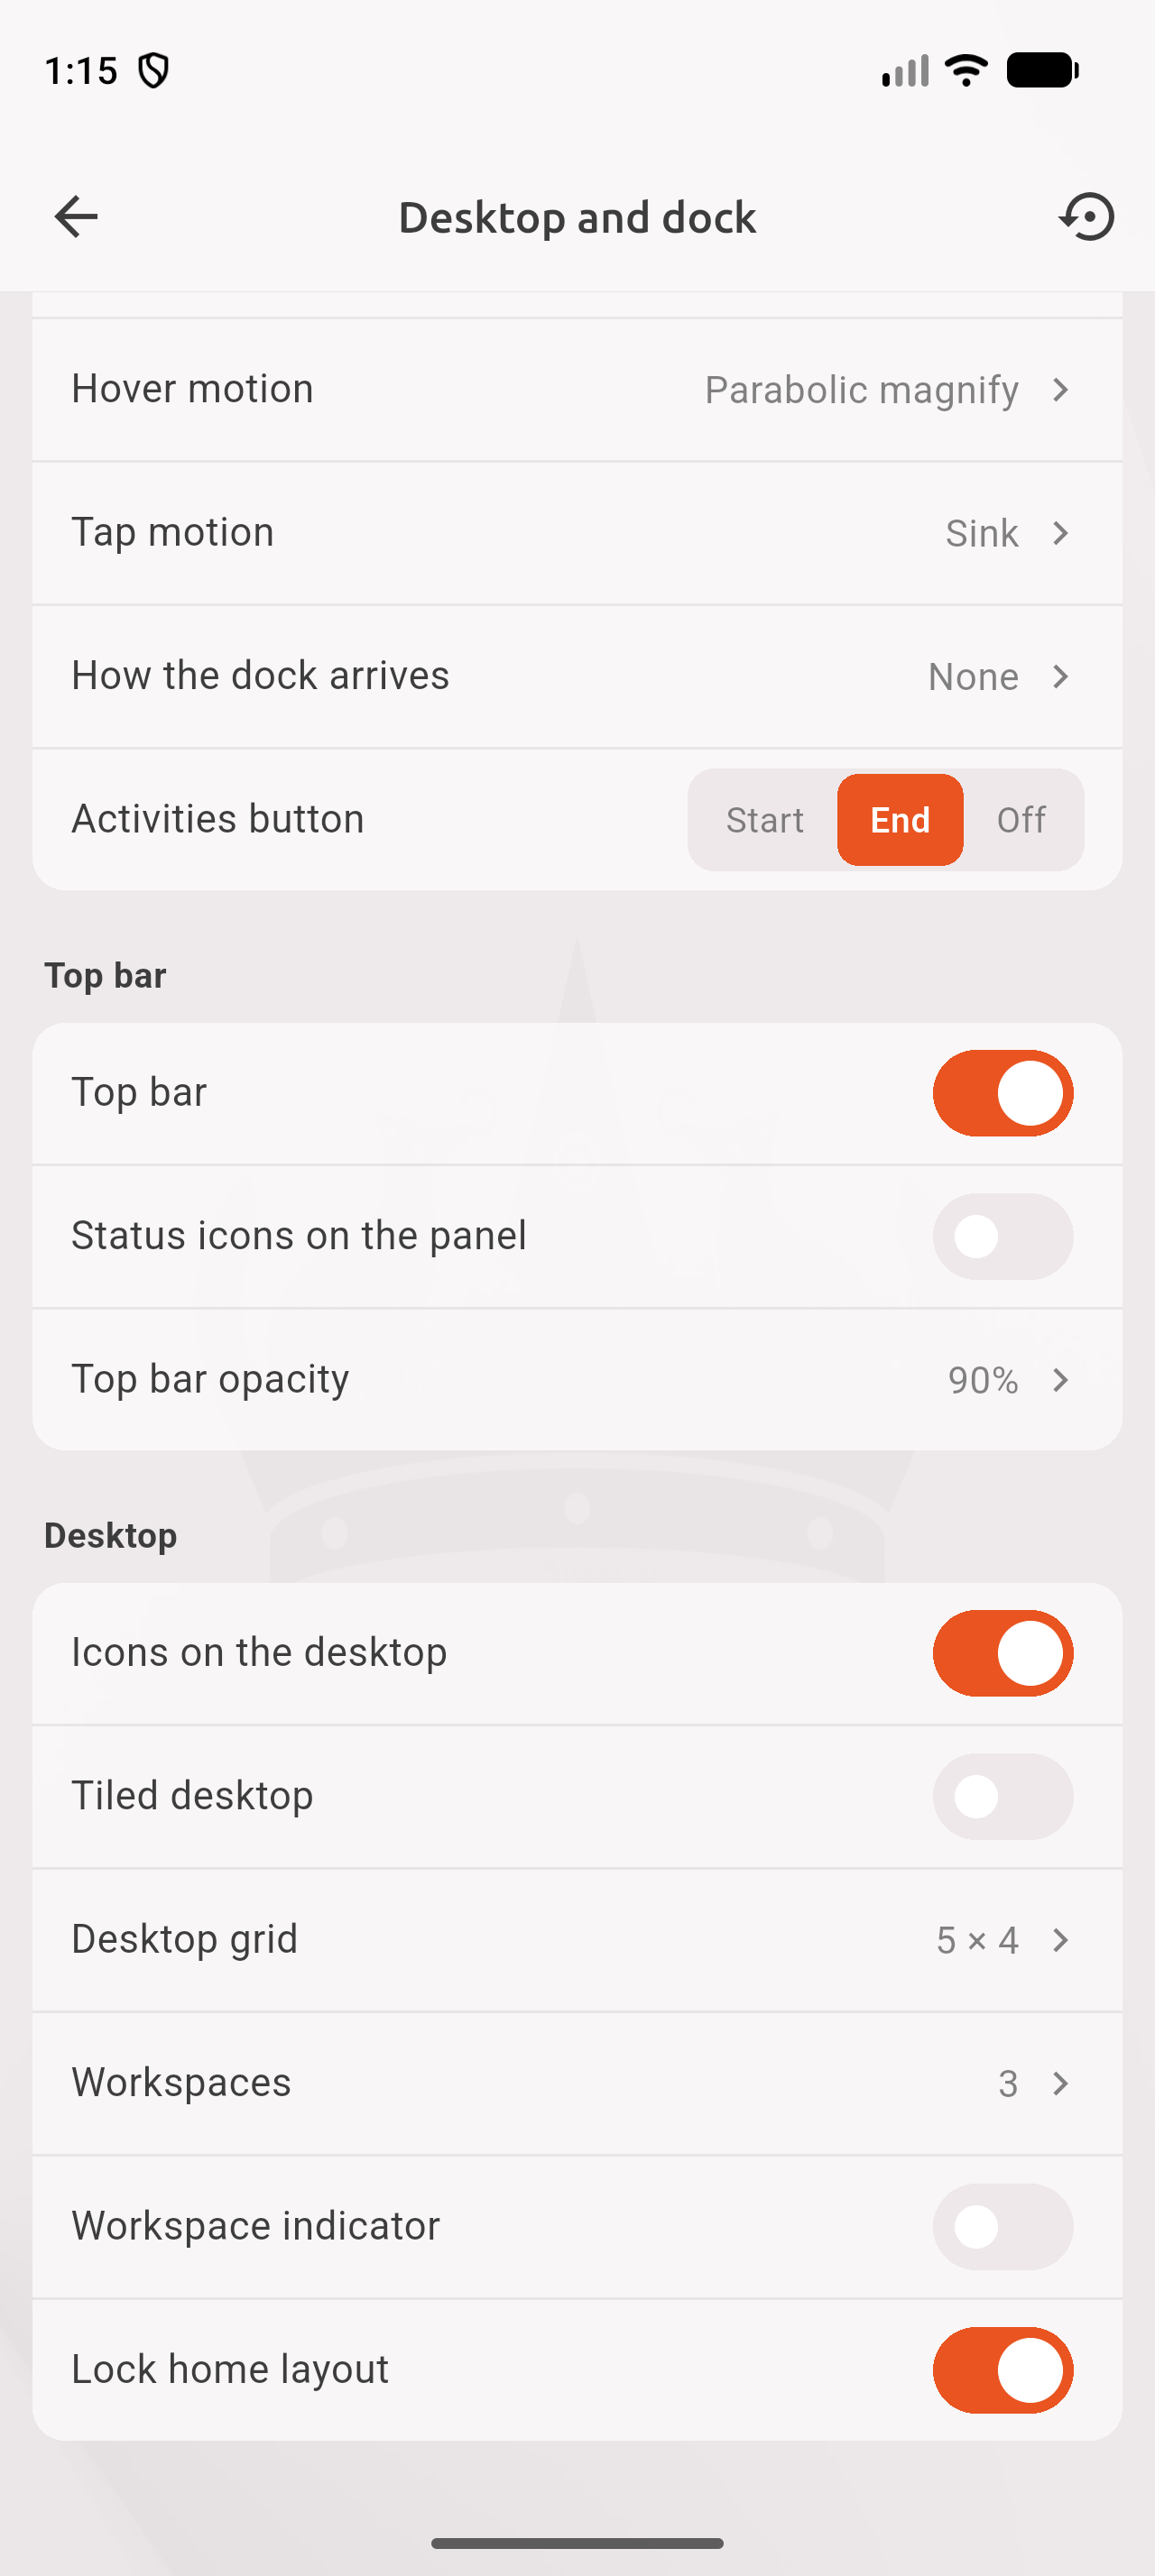 1:15
Desktop and dock
Hover motion Parabolic magnify
Tap motion Sink
How the dock arrives None
Activities button Start End Off
Top bar
Top bar
Status icons on the panel
Top bar opacity 90%
Desktop
Icons on the desktop
Tiled desktop
Desktop grid 5 × 4
Workspaces 3
Workspace indicator
Lock home layout